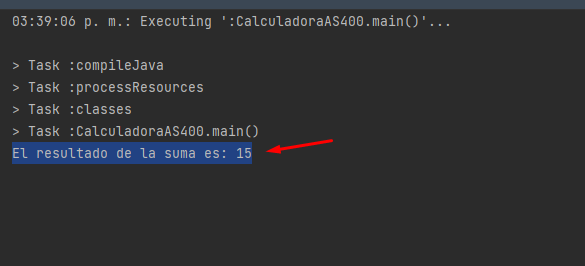 03:39:06 p. m.: Executing ':CalculadoraAS400.main()'...
> Task :compileJava
> Task :processResources
> Task :classes
> Task :CalculadoraAS400.main()
El resultado de la suma es: 15